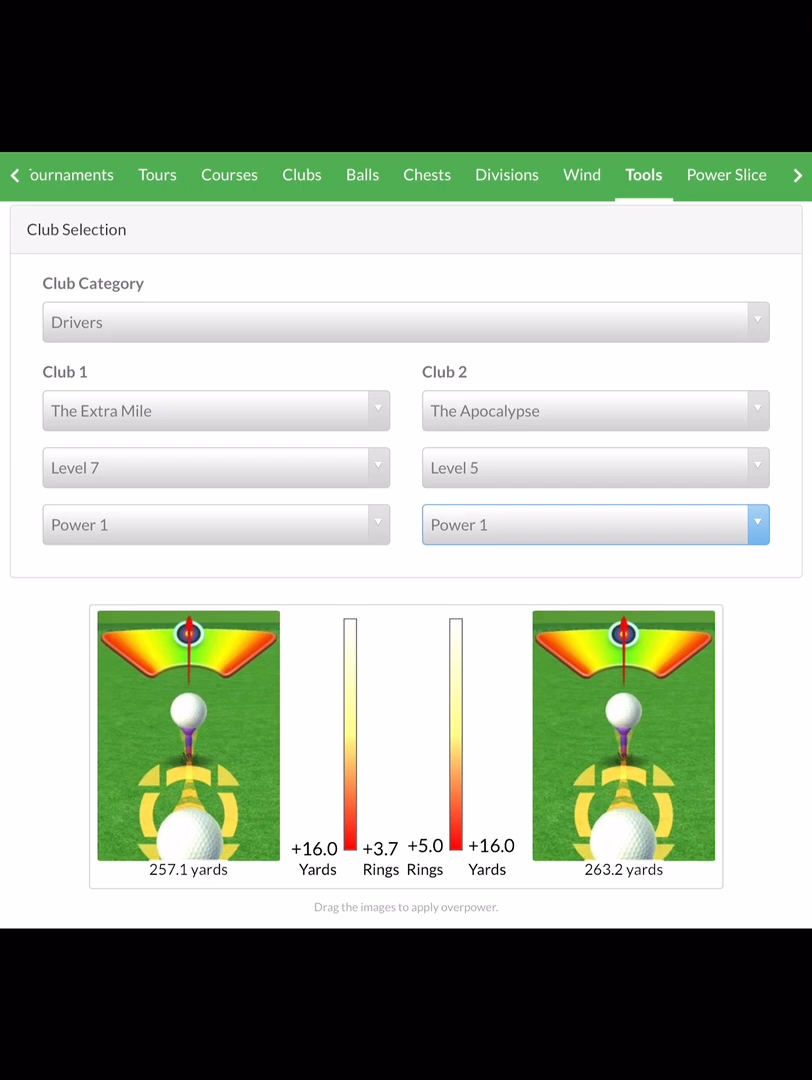 ournaments Tours Courses Clubs Balls Chests Divisions Wind Tools Power Slice
Club Selection
Club Category
Drivers
Club 1 Club 2
The Extra Mile The Apocalypse
Level 7 Level 5
Power 1 Power 1
+16.0 +3.7 +5.0 +16.0
Yards Rings Rings Yards
257.1 yards 263.2 yards
Drag the images to apply overpower.